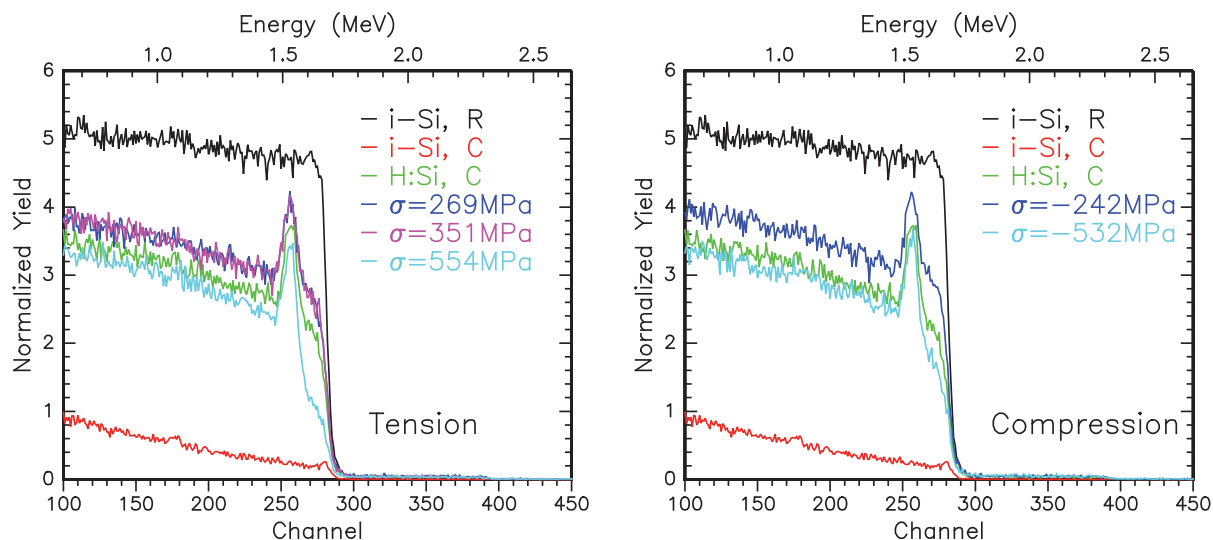 Energy (MeV)
1.0 1.5 2.0 2.5
6
5
4
3
2
1
0
Normalized Yield
i−Si, R
i−Si, C
H:Si, C
σ=269MPa
σ=351MPa
σ=554MPa
Tension
100 150 200 250 300 350 400 450
Channel
Energy (MeV)
1.0 1.5 2.0 2.5
6
5
4
3
2
1
0
Normalized Yield
i−Si, R
i−Si, C
H:Si, C
σ=−242MPa
σ=−532MPa
Compression
100 150 200 250 300 350 400 450
Channel